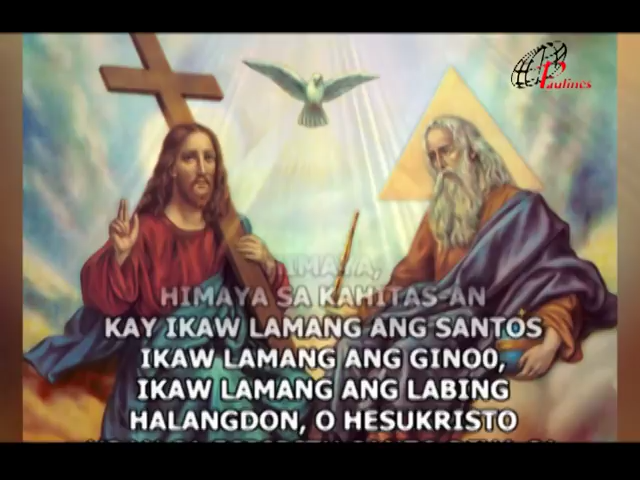 Paulines
HIMAYA,
HIMAYA SA KAHITAS-AN
KAY IKAW LAMANG ANG SANTOS
IKAW LAMANG ANG GINOO,
IKAW LAMANG ANG LABING
HALANGDON, O HESUKRISTO